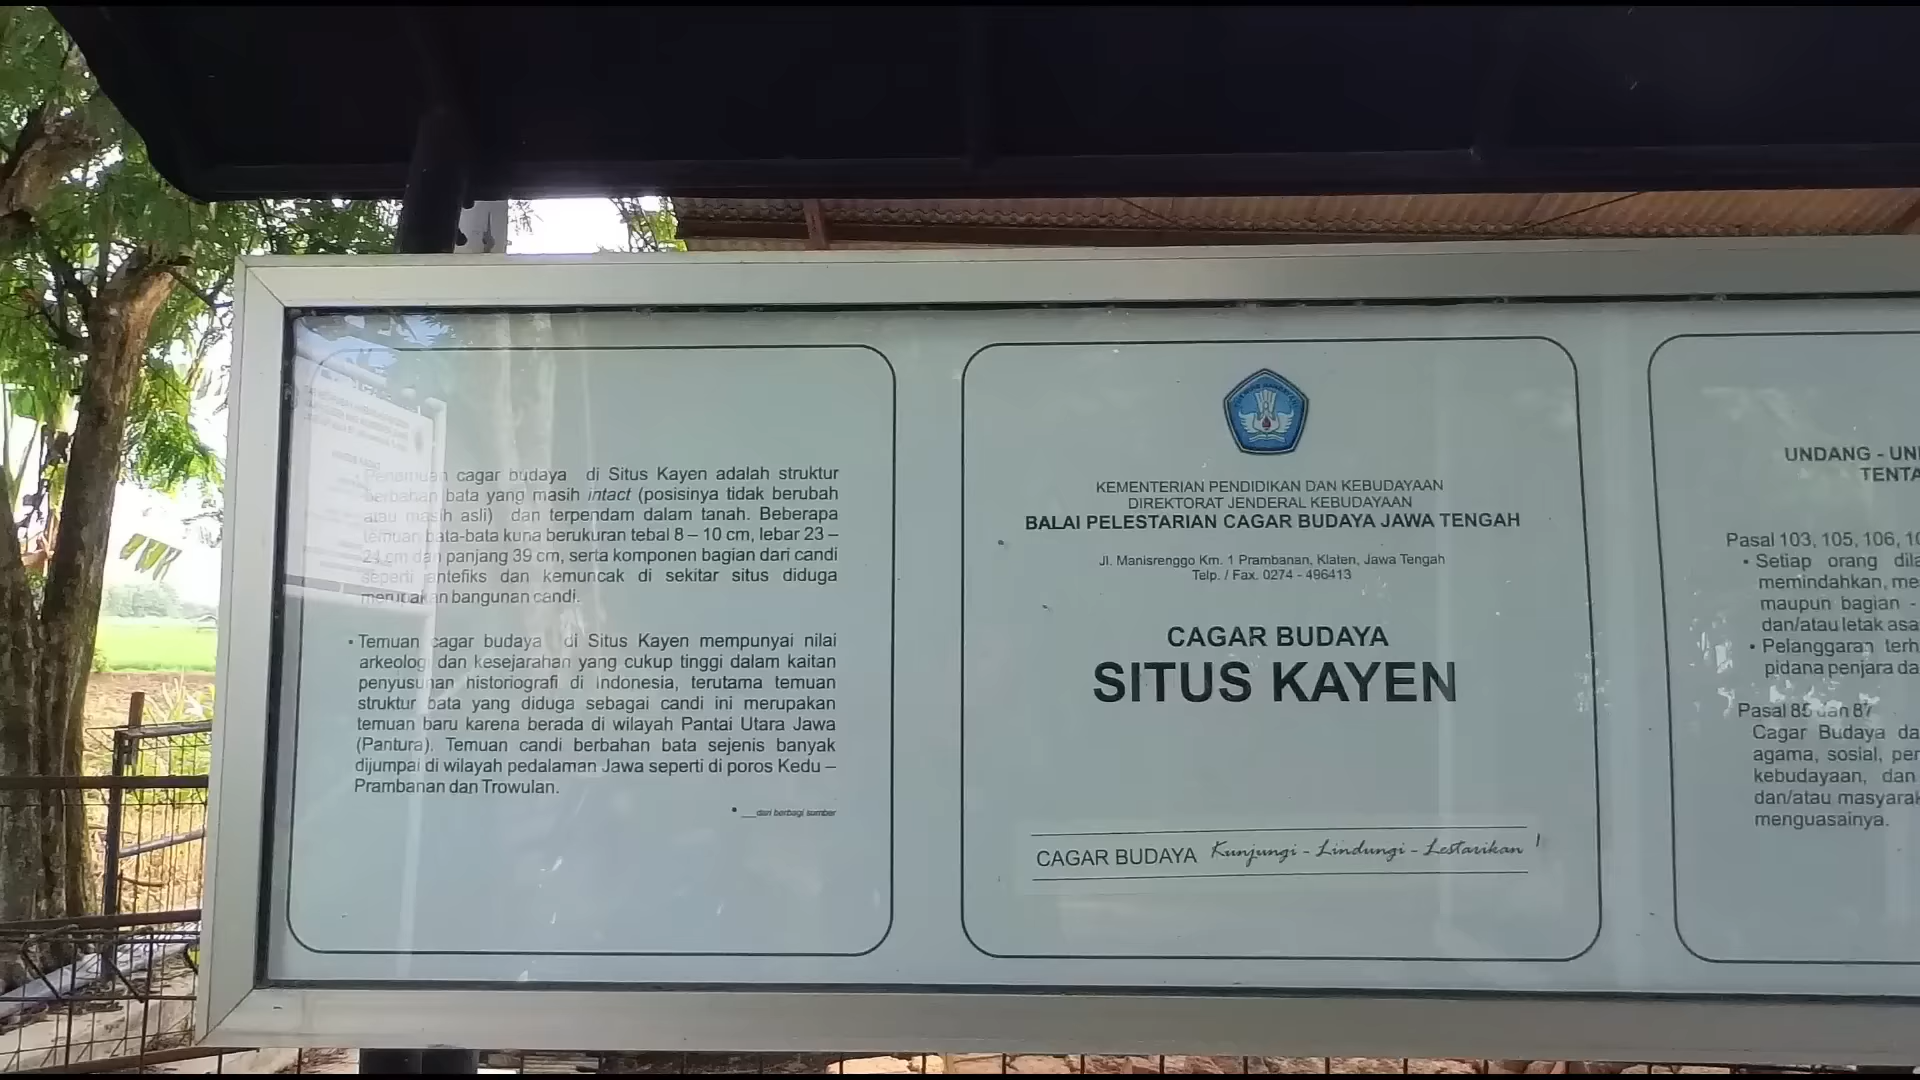 Penemuan cagar budaya di Situs Kayen adalah struktur
berbahan bata yang masih intact (posisinya tidak berubah
atau masih asli) dan terpendam dalam tanah. Beberapa
temuan bata-bata kuna berukuran tebal 8 – 10 cm, lebar 23 –
24 cm dan panjang 39 cm, serta komponen bagian dari candi
seperti antefiks dan kemuncak di sekitar situs diduga
merupakan bangunan candi.
• Temuan cagar budaya di Situs Kayen mempunyai nilai
arkeologi dan kesejarahan yang cukup tinggi dalam kaitan
penyusunan historiografi di Indonesia, terutama temuan
struktur bata yang diduga sebagai candi ini merupakan
temuan baru karena berada di wilayah Pantai Utara Jawa
(Pantura). Temuan candi berbahan bata sejenis banyak
dijumpai di wilayah pedalaman Jawa seperti di poros Kedu –
Prambanan dan Trowulan.
• __dari berbagi sumber
KEMENTERIAN PENDIDIKAN DAN KEBUDAYAAN
DIREKTORAT JENDERAL KEBUDAYAAN
BALAI PELESTARIAN CAGAR BUDAYA JAWA TENGAH
Jl. Manisrenggo Km. 1 Prambanan, Klaten, Jawa Tengah
Telp. / Fax. 0274 - 496413
CAGAR BUDAYA
SITUS KAYEN
CAGAR BUDAYA Kunjungi - Lindungi - Lestarikan !
UNDANG - UN
TENTA
Pasal 103, 105, 106, 10
• Setiap orang dila
memindahkan, me
maupun bagian -
dan/atau letak asa
• Pelanggaran terh
pidana penjara da
Pasal 85 dan 87
Cagar Budaya da
agama, sosial, per
kebudayaan, dan
dan/atau masyarak
menguasainya.